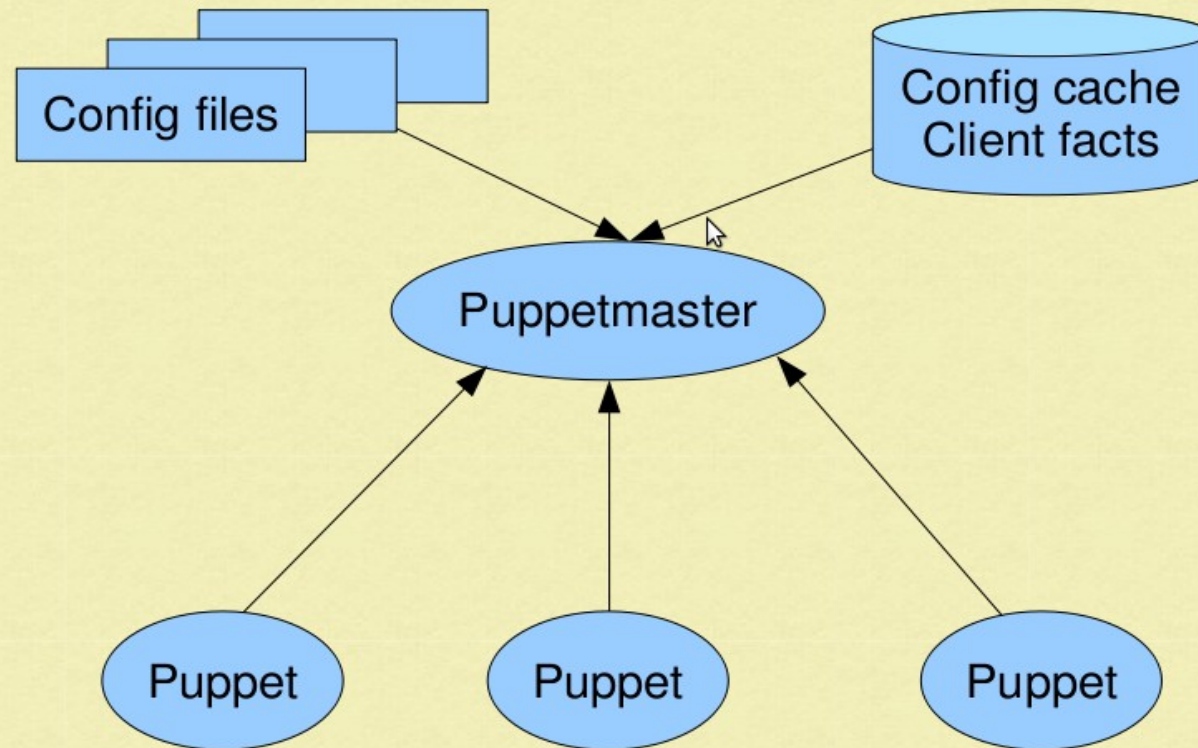 Config files
Config cache
Client facts
Puppetmaster
Puppet
Puppet
Puppet